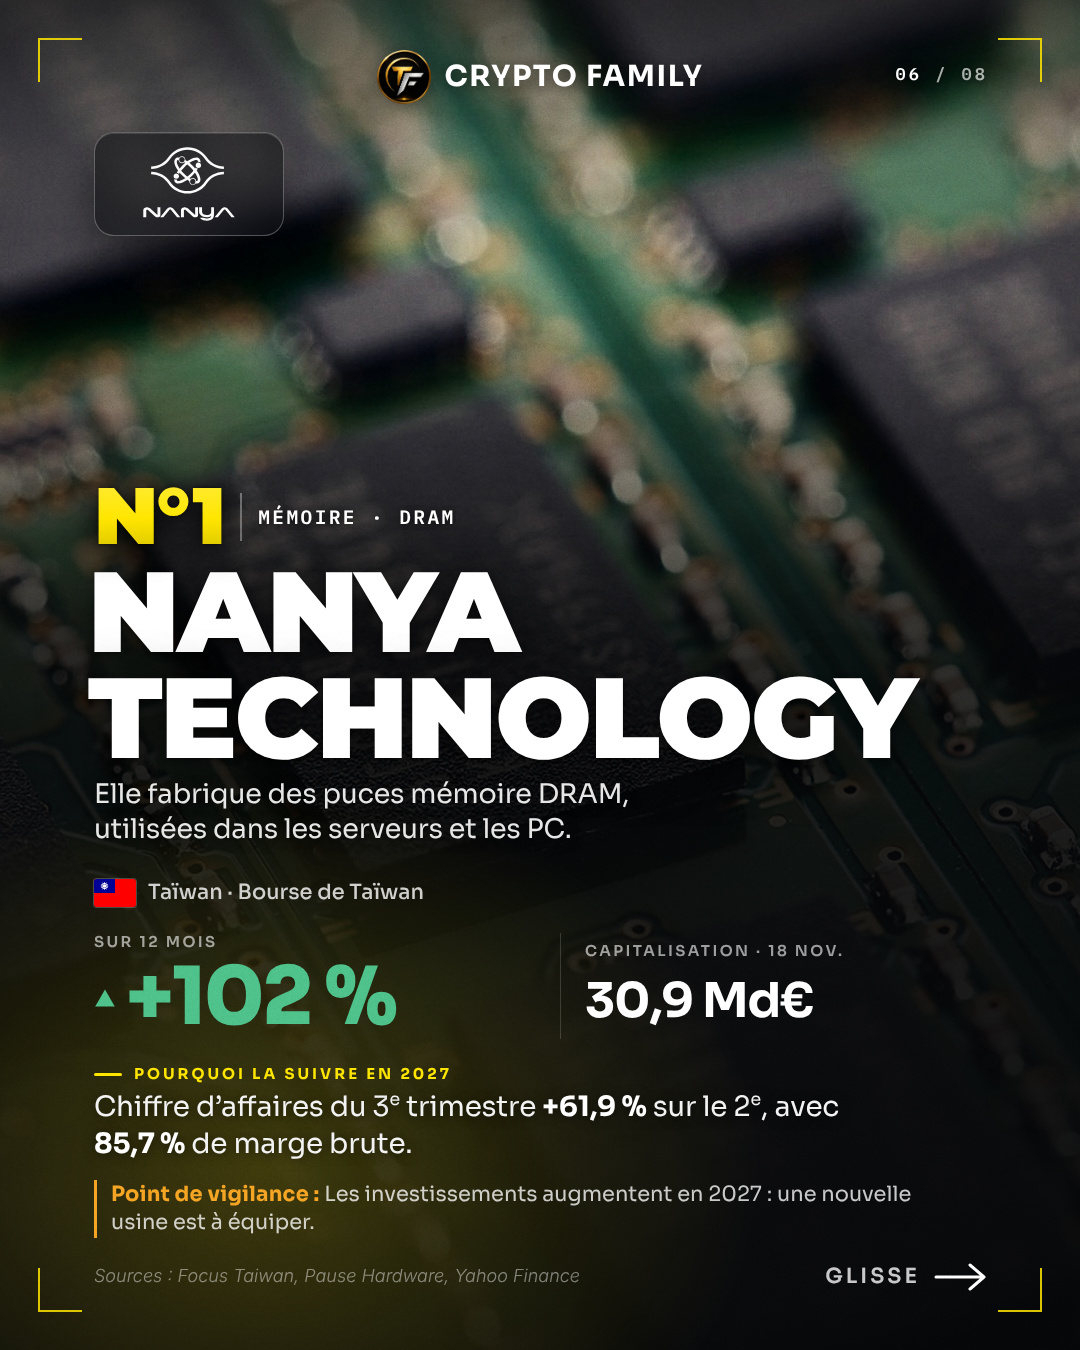 CRYPTO FAMILY
06 / 08
NANYA
N°1
MÉMOIRE · DRAM
NANYA
TECHNOLOGY
Elle fabrique des puces mémoire DRAM,
utilisées dans les serveurs et les PC.
Taïwan · Bourse de Taïwan
SUR 12 MOIS
+102 %
CAPITALISATION · 18 NOV.
30,9 Md€
POURQUOI LA SUIVRE EN 2027
Chiffre d’affaires du 3e trimestre +61,9 % sur le 2e, avec
85,7 % de marge brute.
Point de vigilance : Les investissements augmentent en 2027 : une nouvelle
usine est à équiper.
Sources : Focus Taiwan, Pause Hardware, Yahoo Finance
GLISSE